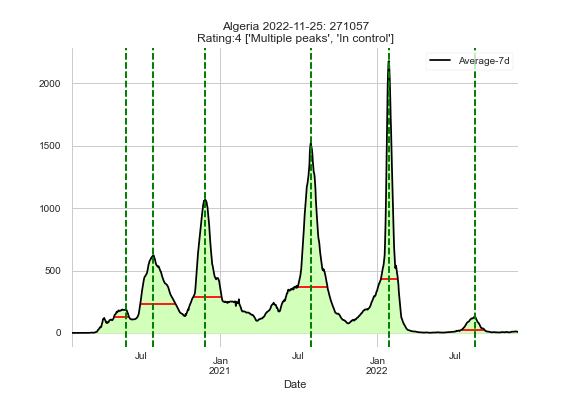 Algeria 2022-11-25: 271057
Rating:4 ['Multiple peaks', 'In control']
Average-7d
2000
1500
1000
500
0
Jul
Jan
2021
Jul
Jan
2022
Jul
Date